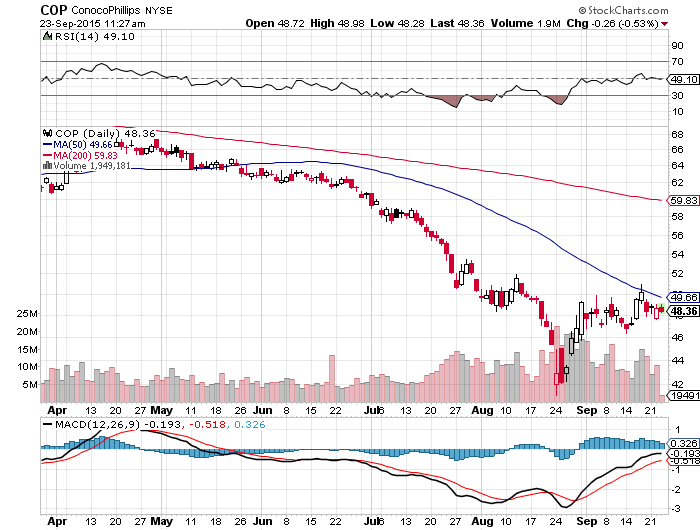 COP ConocoPhillips NYSE © StockCharts.com
23-Sep-2015 11:27am Open 48.72 High 48.98 Low 48.28 Last 48.36 Volume 1.9M Chg -0.26 (-0.53%)
RSI(14) 49.10
90
70
49.10
30
10
COP (Daily) 48.36
MA(50) 49.66
MA(200) 59.83
Volume 1,949,181
68
66
64
62
59.83
58
56
54
52
49.66
48.36
46
44
42
25M
20M
15M
10M
5M
19491
Apr 13 20 27 May 11 18 26 Jun 8 15 22 Jul 6 13 20 27 Aug 10 17 24 Sep 8 14 21
MACD(12,26,9) -0.193, -0.518, 0.326
1
0.326
-0.193
-0.518
-1
-2
-3
Apr 13 20 27 May 11 18 26 Jun 8 15 22 Jul 6 13 20 27 Aug 10 17 24 Sep 8 14 21